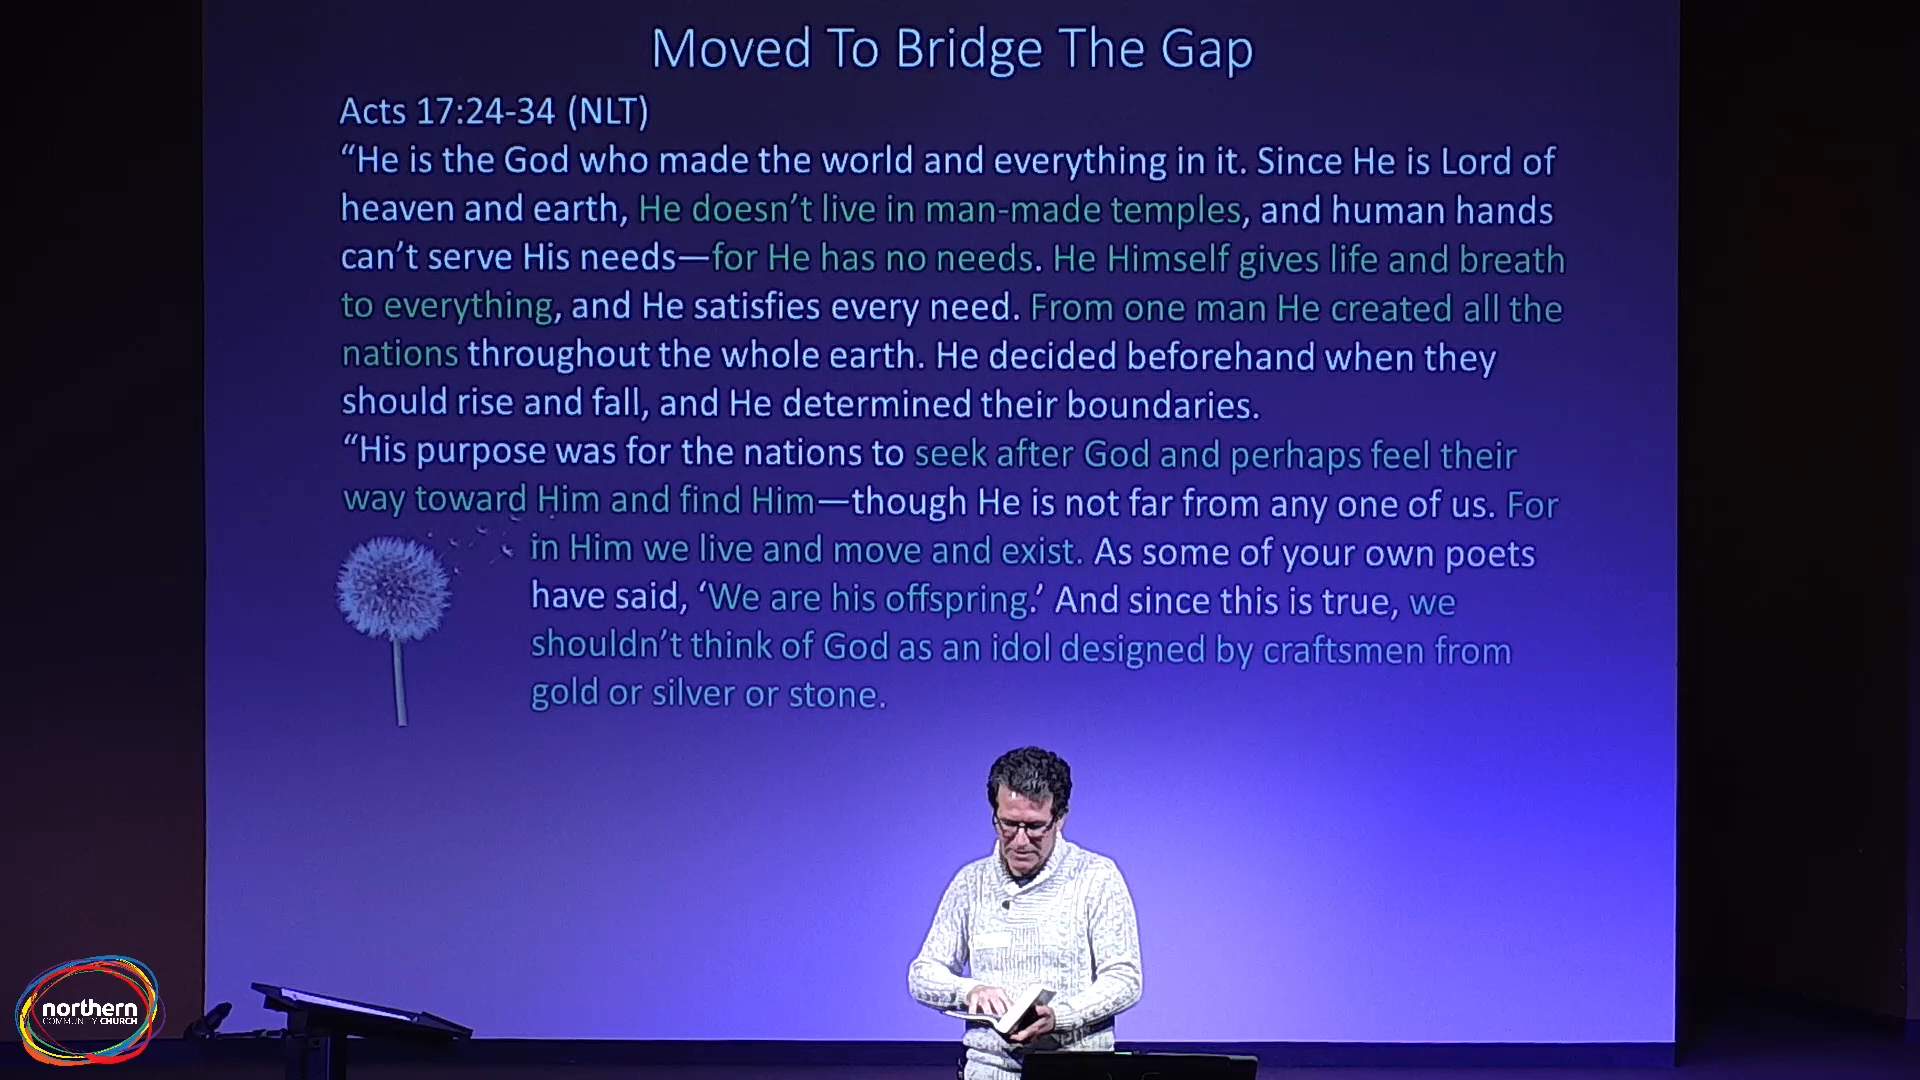 Moved To Bridge The Gap
Acts 17:24-34 (NLT)
“He is the God who made the world and everything in it. Since He is Lord of
heaven and earth, He doesn’t live in man-made temples, and human hands
can’t serve His needs—for He has no needs. He Himself gives life and breath
to everything, and He satisfies every need. From one man He created all the
nations throughout the whole earth. He decided beforehand when they
should rise and fall, and He determined their boundaries.
“His purpose was for the nations to seek after God and perhaps feel their
way toward Him and find Him—though He is not far from any one of us. For
in Him we live and move and exist. As some of your own poets
have said, ‘We are his offspring.’ And since this is true, we
shouldn’t think of God as an idol designed by craftsmen from
gold or silver or stone.
northern
COMMUNITY CHURCH